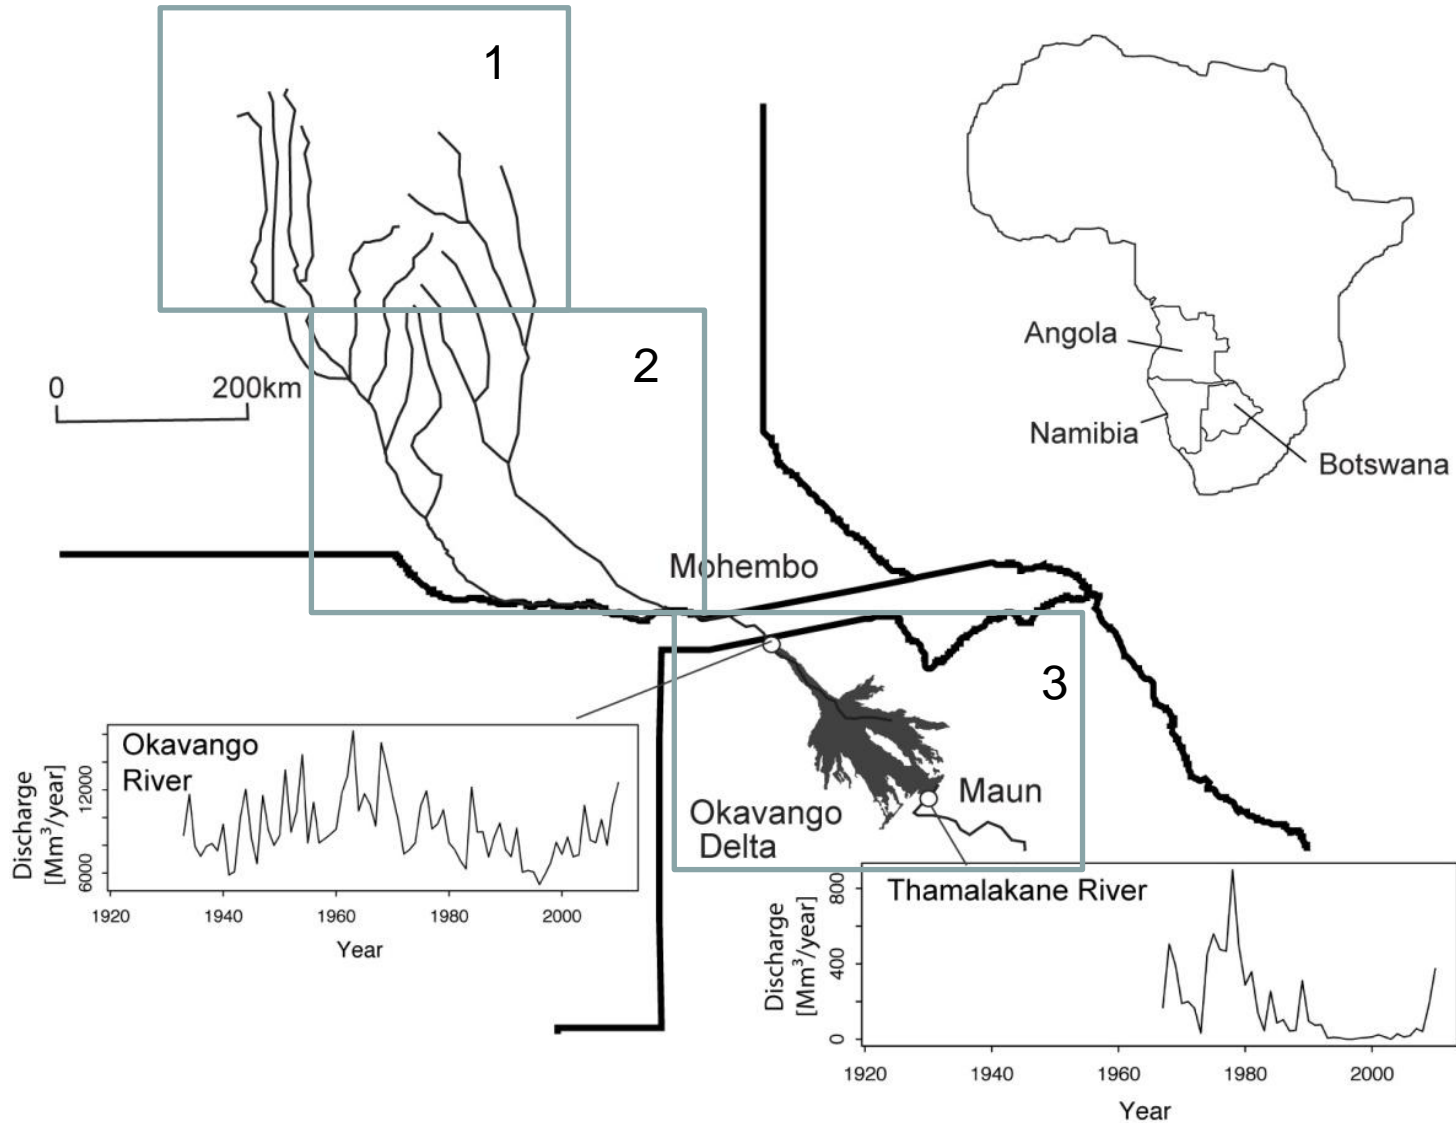 1
2
3
0
200km
Mohembo
Maun
Okavango
Delta
Angola
Namibia
Botswana
Okavango
River
Discharge
[Mm³/year]
12000
6000
1920
1940
1960
1980
2000
Year
Thamalakane River
Discharge
[Mm³/year]
800
400
0
1920
1940
1960
1980
2000
Year